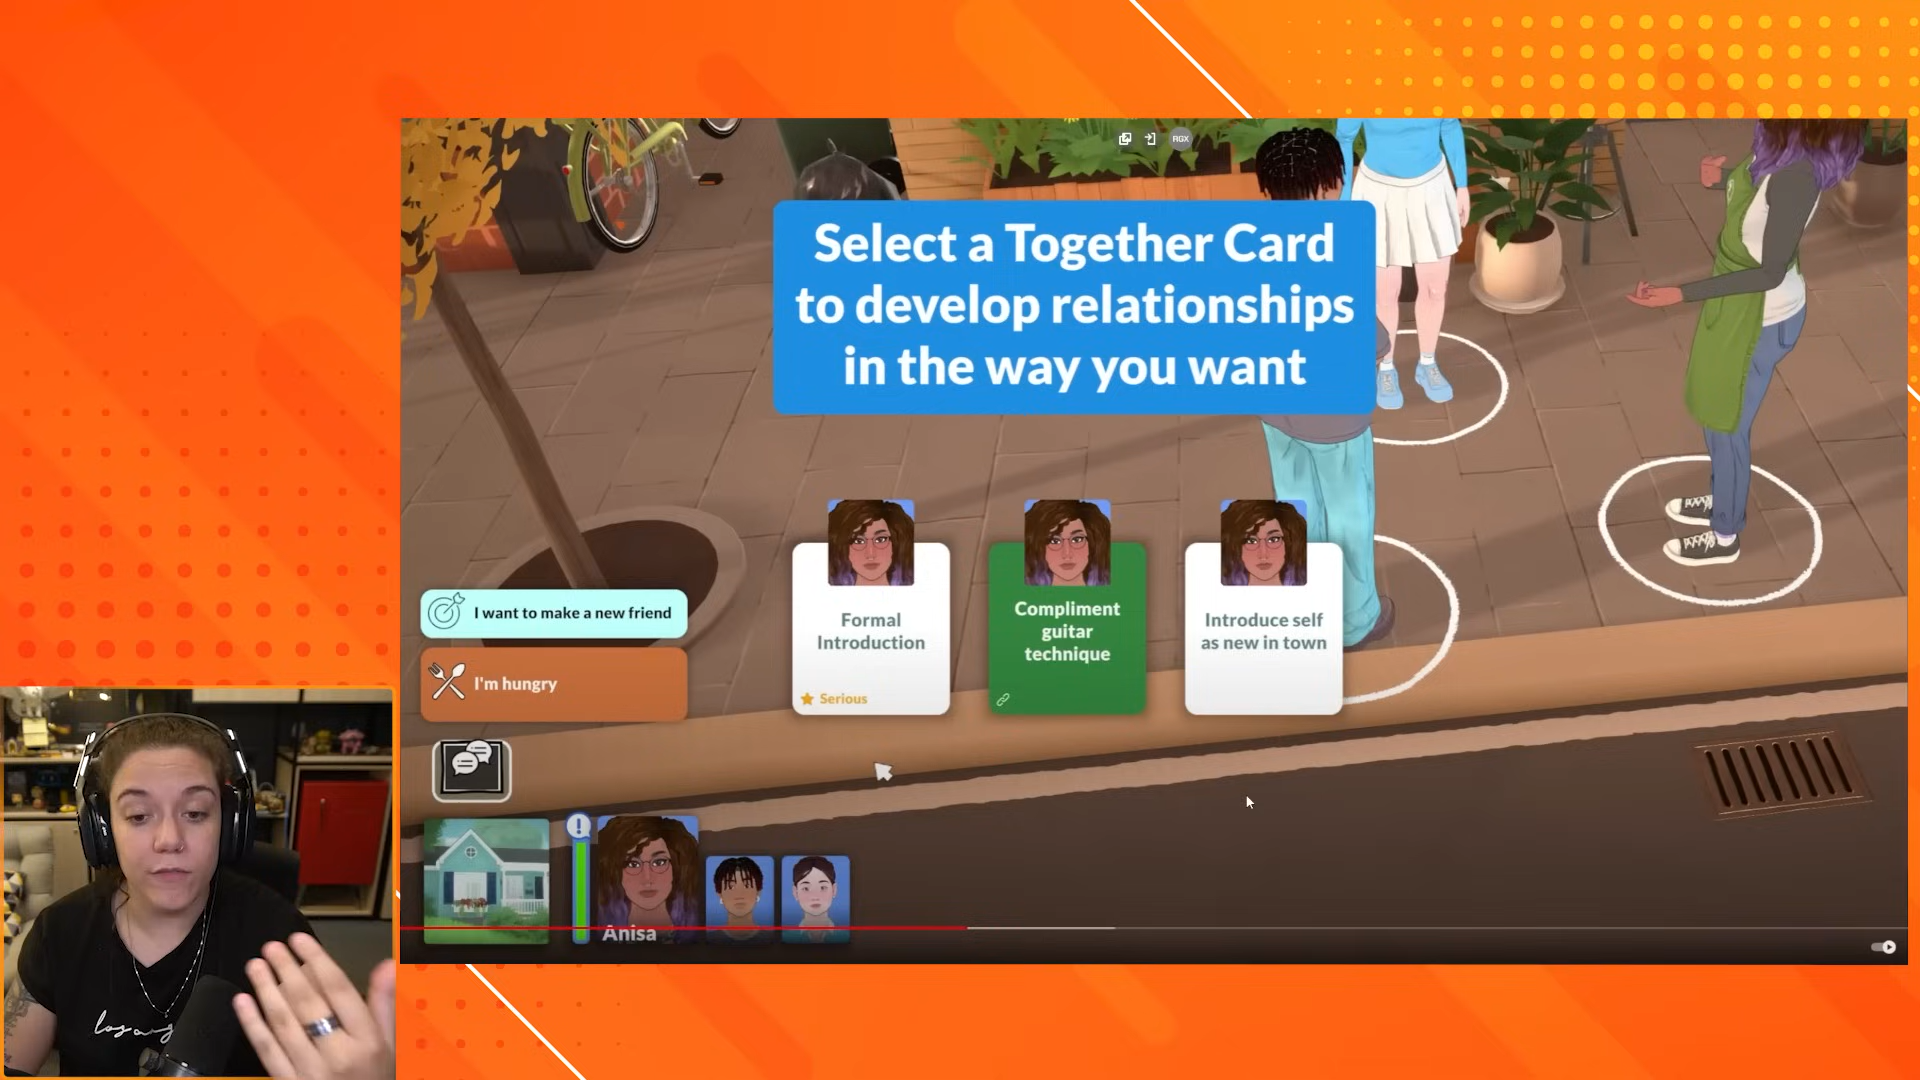 RGX
Select a Together Card
to develop relationships
in the way you want
I want to make a new friend
I'm hungry
Formal
Introduction
Serious
Compliment
guitar
technique
Introduce self
as new in town
Anisa